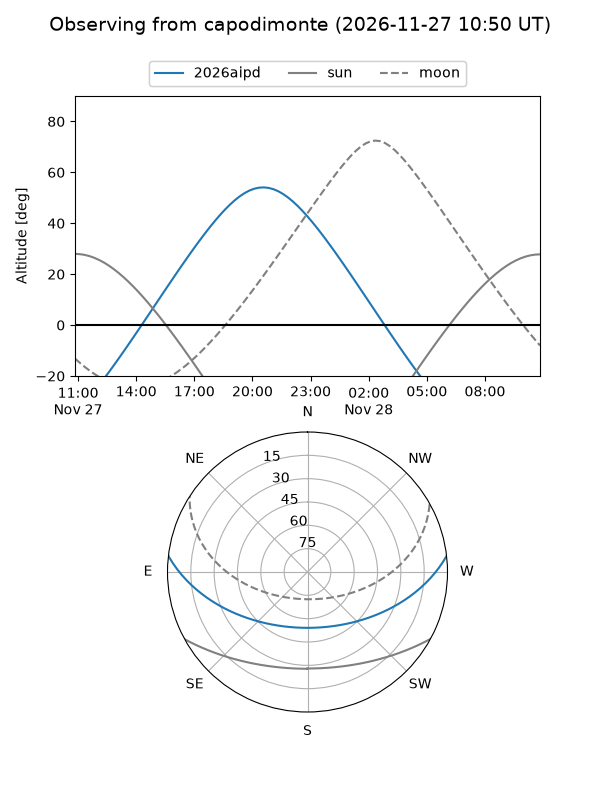 Observing from capodimonte (2026-11-27 10:50 UT)
2026aipd sun moon
Altitude [deg]
80
60
40
20
0
−20
11:00 14:00 17:00 20:00 23:00 02:00 05:00 08:00
Nov 27 Nov 28
N
NE NW
15
30
45
60
75
E W
SE SW
S